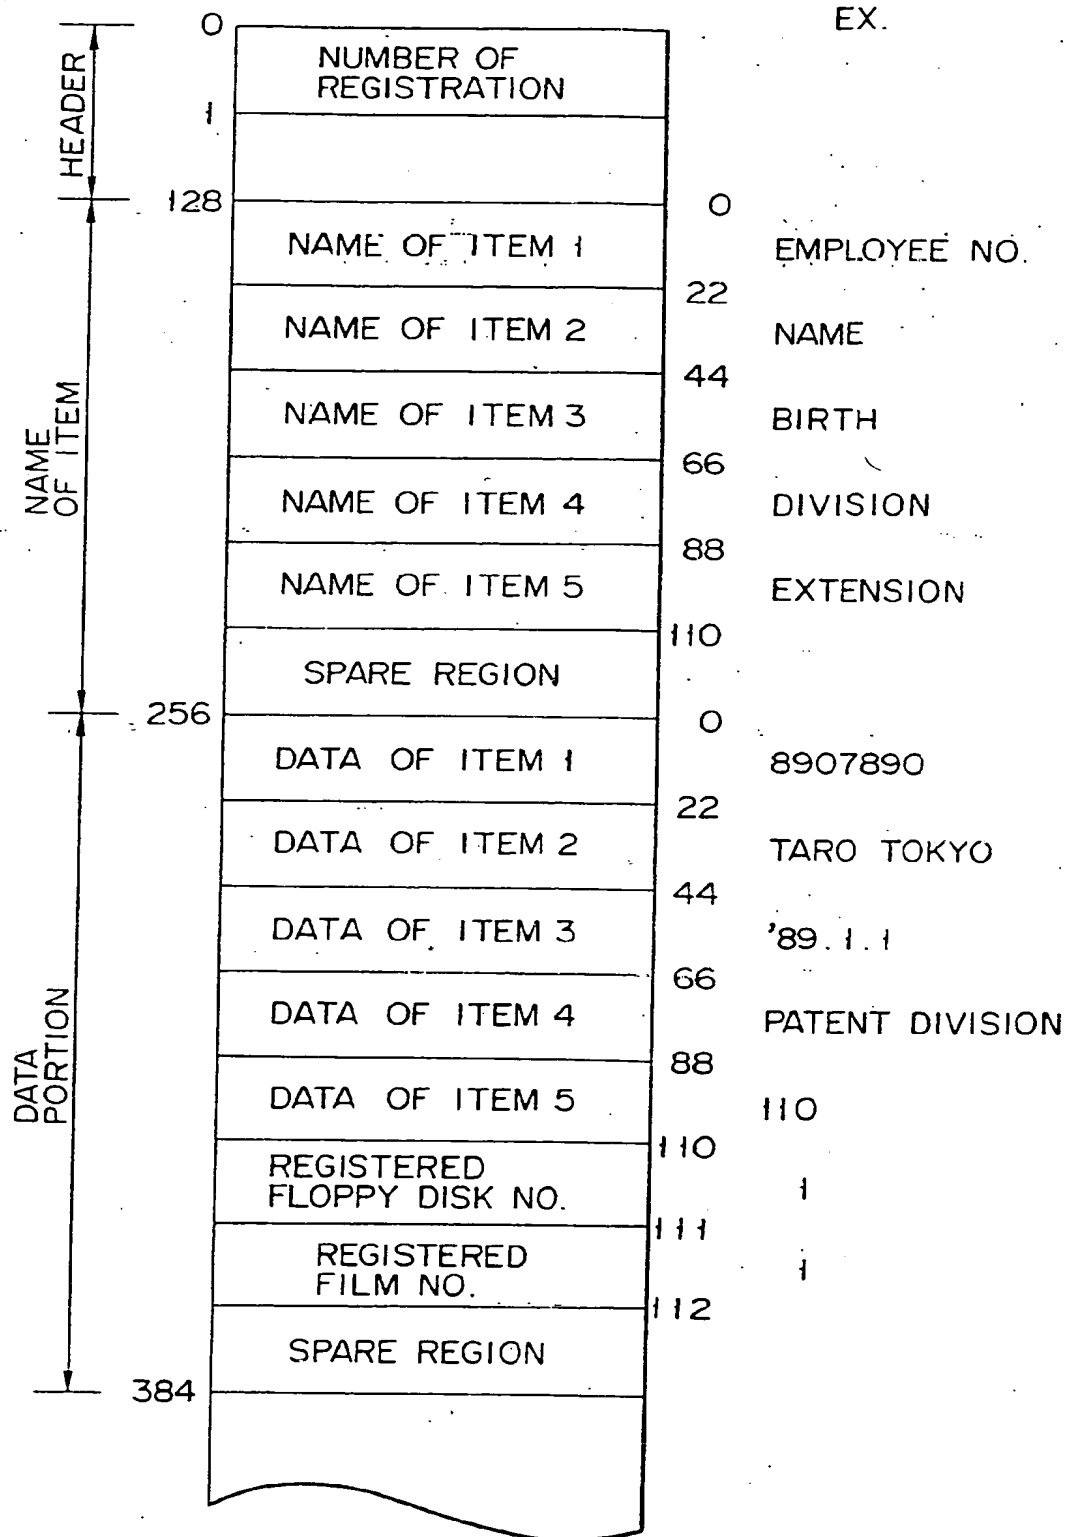 EX.
0
NUMBER OF
REGISTRATION
HEADER
1
128
0
NAME OF ITEM 1
EMPLOYEE NO.
22
NAME OF ITEM 2
NAME
44
NAME OF ITEM 3
BIRTH
NAME
OF ITEM
66
NAME OF ITEM 4
DIVISION
88
NAME OF ITEM 5
EXTENSION
110
SPARE REGION
256
0
DATA OF ITEM 1
8907890
22
DATA OF ITEM 2
TARO TOKYO
44
DATA OF ITEM 3
'89.1.1
66
DATA OF ITEM 4
PATENT DIVISION
DATA
PORTION
88
DATA OF ITEM 5
110
110
REGISTERED
FLOPPY DISK NO.
1
111
REGISTERED
FILM NO.
1
112
SPARE REGION
384